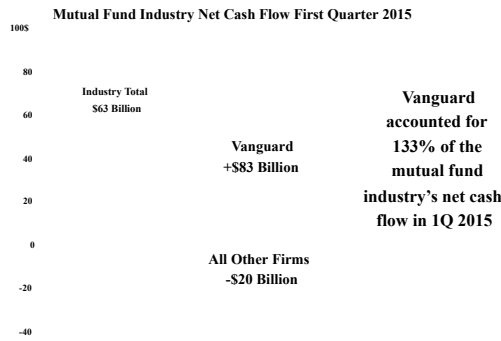 Mutual Fund Industry Net Cash Flow First Quarter 2015
100$
80
60
40
20
0
-20
-40
Industry Total
$63 Billion
Vanguard
+$83 Billion
All Other Firms
-$20 Billion
Vanguard
accounted for
133% of the
mutual fund
industry’s net cash
flow in 1Q 2015